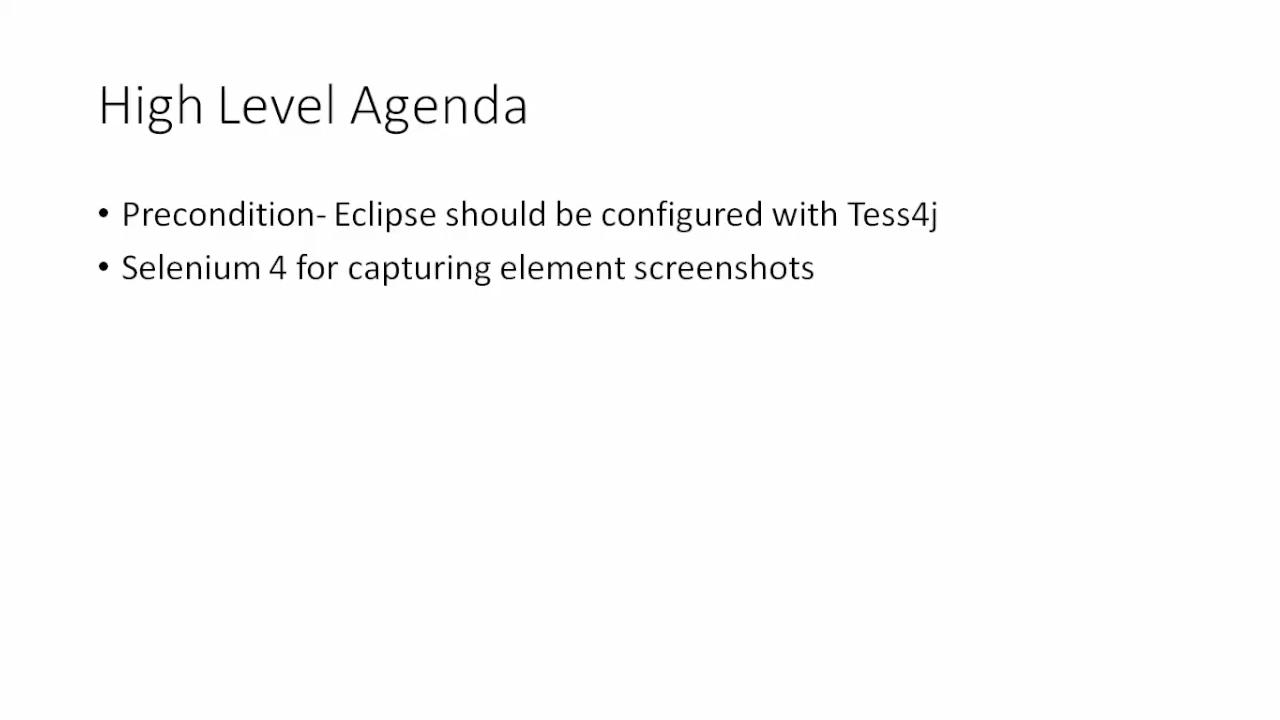 High Level Agenda
• Precondition- Eclipse should be configured with Tess4j
• Selenium 4 for capturing element screenshots